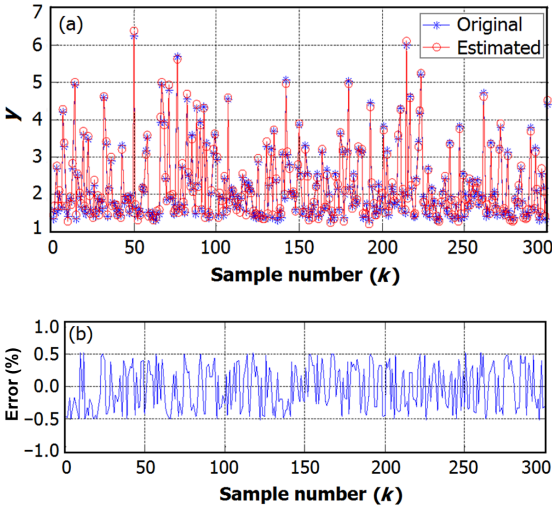 (a)
Original
Estimated
7
6
5
4
3
2
1
y
0 50 100 150 200 250 300
Sample number (k)
(b)
1.0
0.5
0.0
−0.5
−1.0
Error (%)
0 50 100 150 200 250 300
Sample number (k)